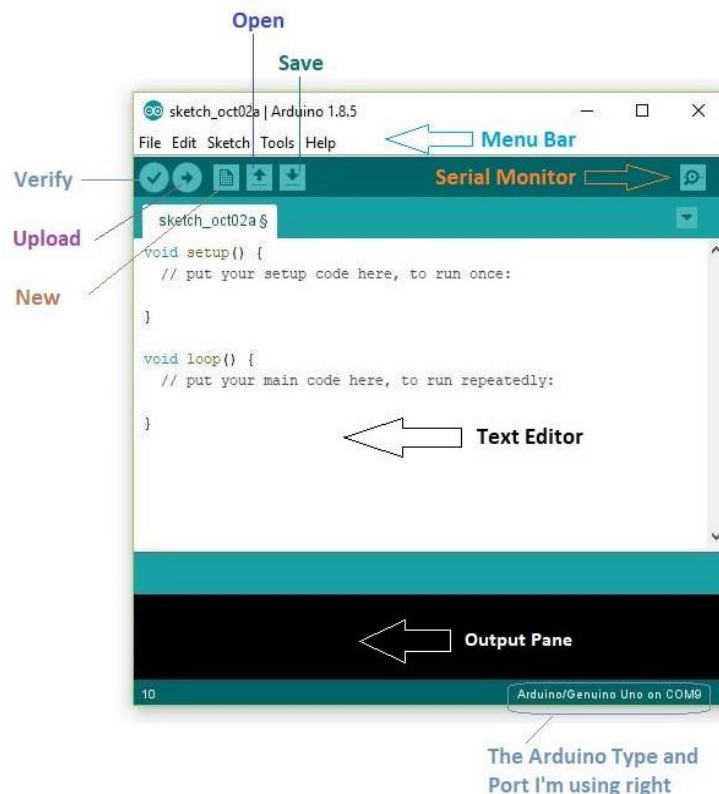 Open
Save
sketch_oct02a | Arduino 1.8.5
File Edit Sketch Tools Help
Menu Bar
Verify
Serial Monitor
Upload
sketch_oct02a §
New
void setup() {
// put your setup code here, to run once:
}
void loop() {
// put your main code here, to run repeatedly:
}
Text Editor
Output Pane
10
Arduino/Genuino Uno on COM9
The Arduino Type and
Port I'm using right